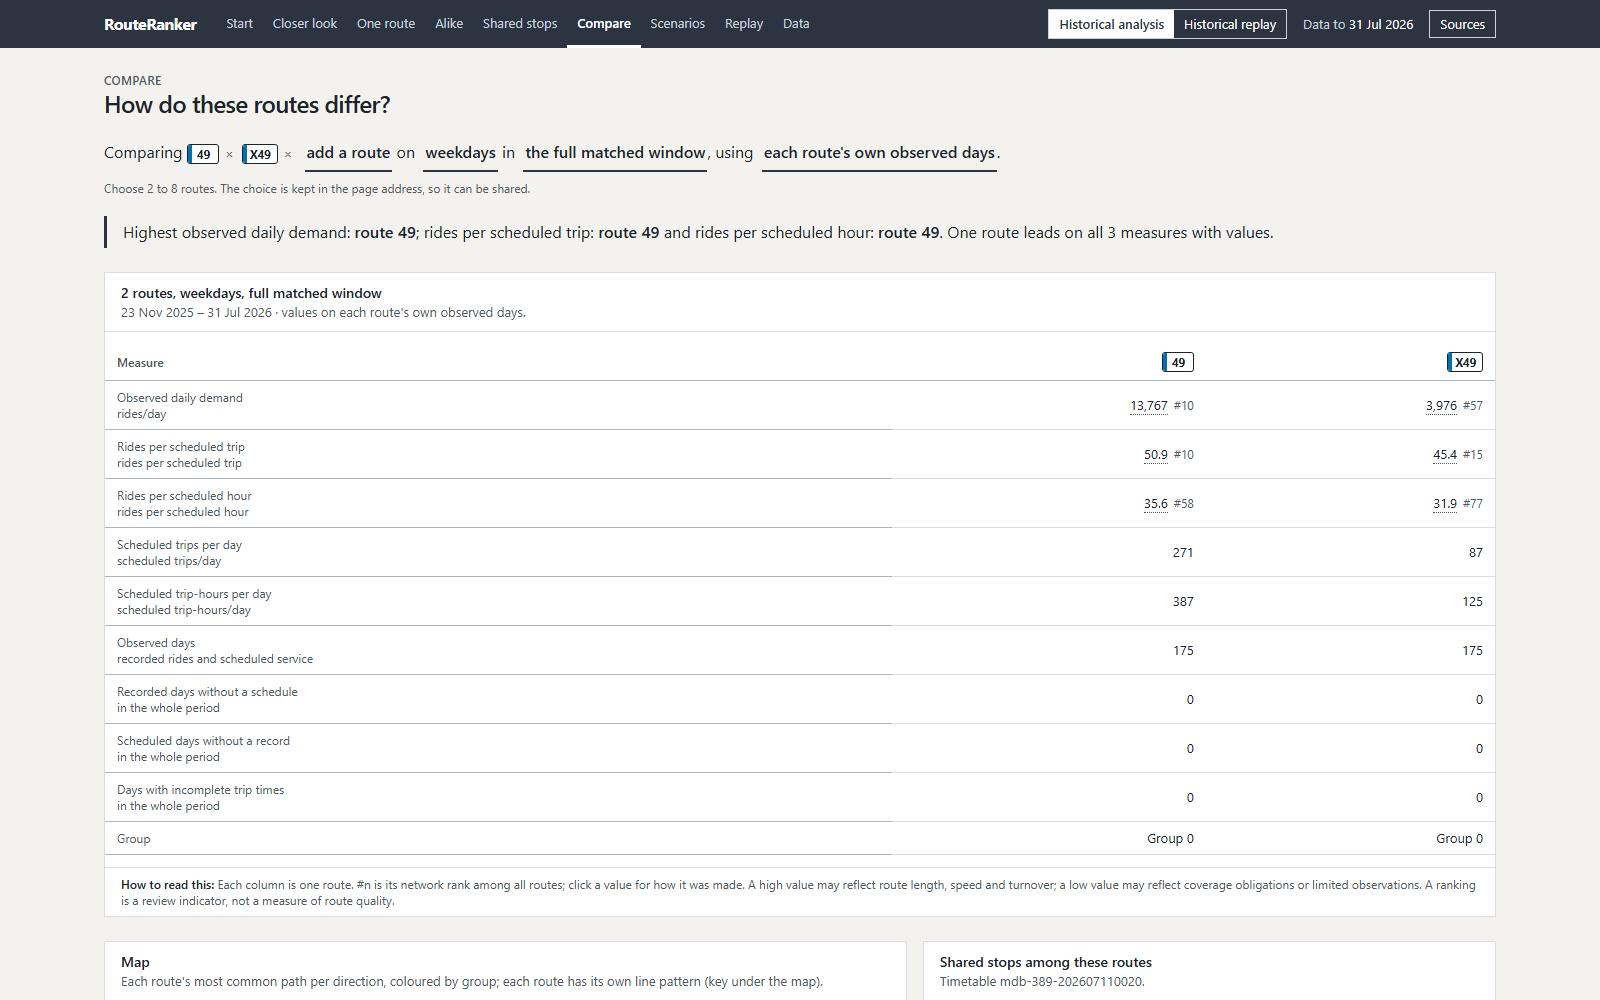 RouteRanker Start Closer look One route Alike Shared stops Compare Scenarios Replay Data Historical analysis Historical replay Data to 31 Jul 2026 Sources
COMPARE
How do these routes differ?
Comparing 49 × X49 × add a route on weekdays in the full matched window, using each route's own observed days.
Choose 2 to 8 routes. The choice is kept in the page address, so it can be shared.
Highest observed daily demand: route 49; rides per scheduled trip: route 49 and rides per scheduled hour: route 49. One route leads on all 3 measures with values.
2 routes, weekdays, full matched window
23 Nov 2025 – 31 Jul 2026 · values on each route's own observed days.
Measure 49 X49
Observed daily demand
rides/day 13,767 #10 3,976 #57
Rides per scheduled trip
rides per scheduled trip 50.9 #10 45.4 #15
Rides per scheduled hour
rides per scheduled hour 35.6 #58 31.9 #77
Scheduled trips per day
scheduled trips/day 271 87
Scheduled trip-hours per day
scheduled trip-hours/day 387 125
Observed days
recorded rides and scheduled service 175 175
Recorded days without a schedule
in the whole period 0 0
Scheduled days without a record
in the whole period 0 0
Days with incomplete trip times
in the whole period 0 0
Group Group 0 Group 0
How to read this: Each column is one route. #n is its network rank among all routes; click a value for how it was made. A high value may reflect route length, speed and turnover; a low value may reflect coverage obligations or limited observations. A ranking
is a review indicator, not a measure of route quality.
Map
Each route's most common path per direction, coloured by group; each route has its own line pattern (key under the map).
Shared stops among these routes
Timetable mdb-389-202607110020.